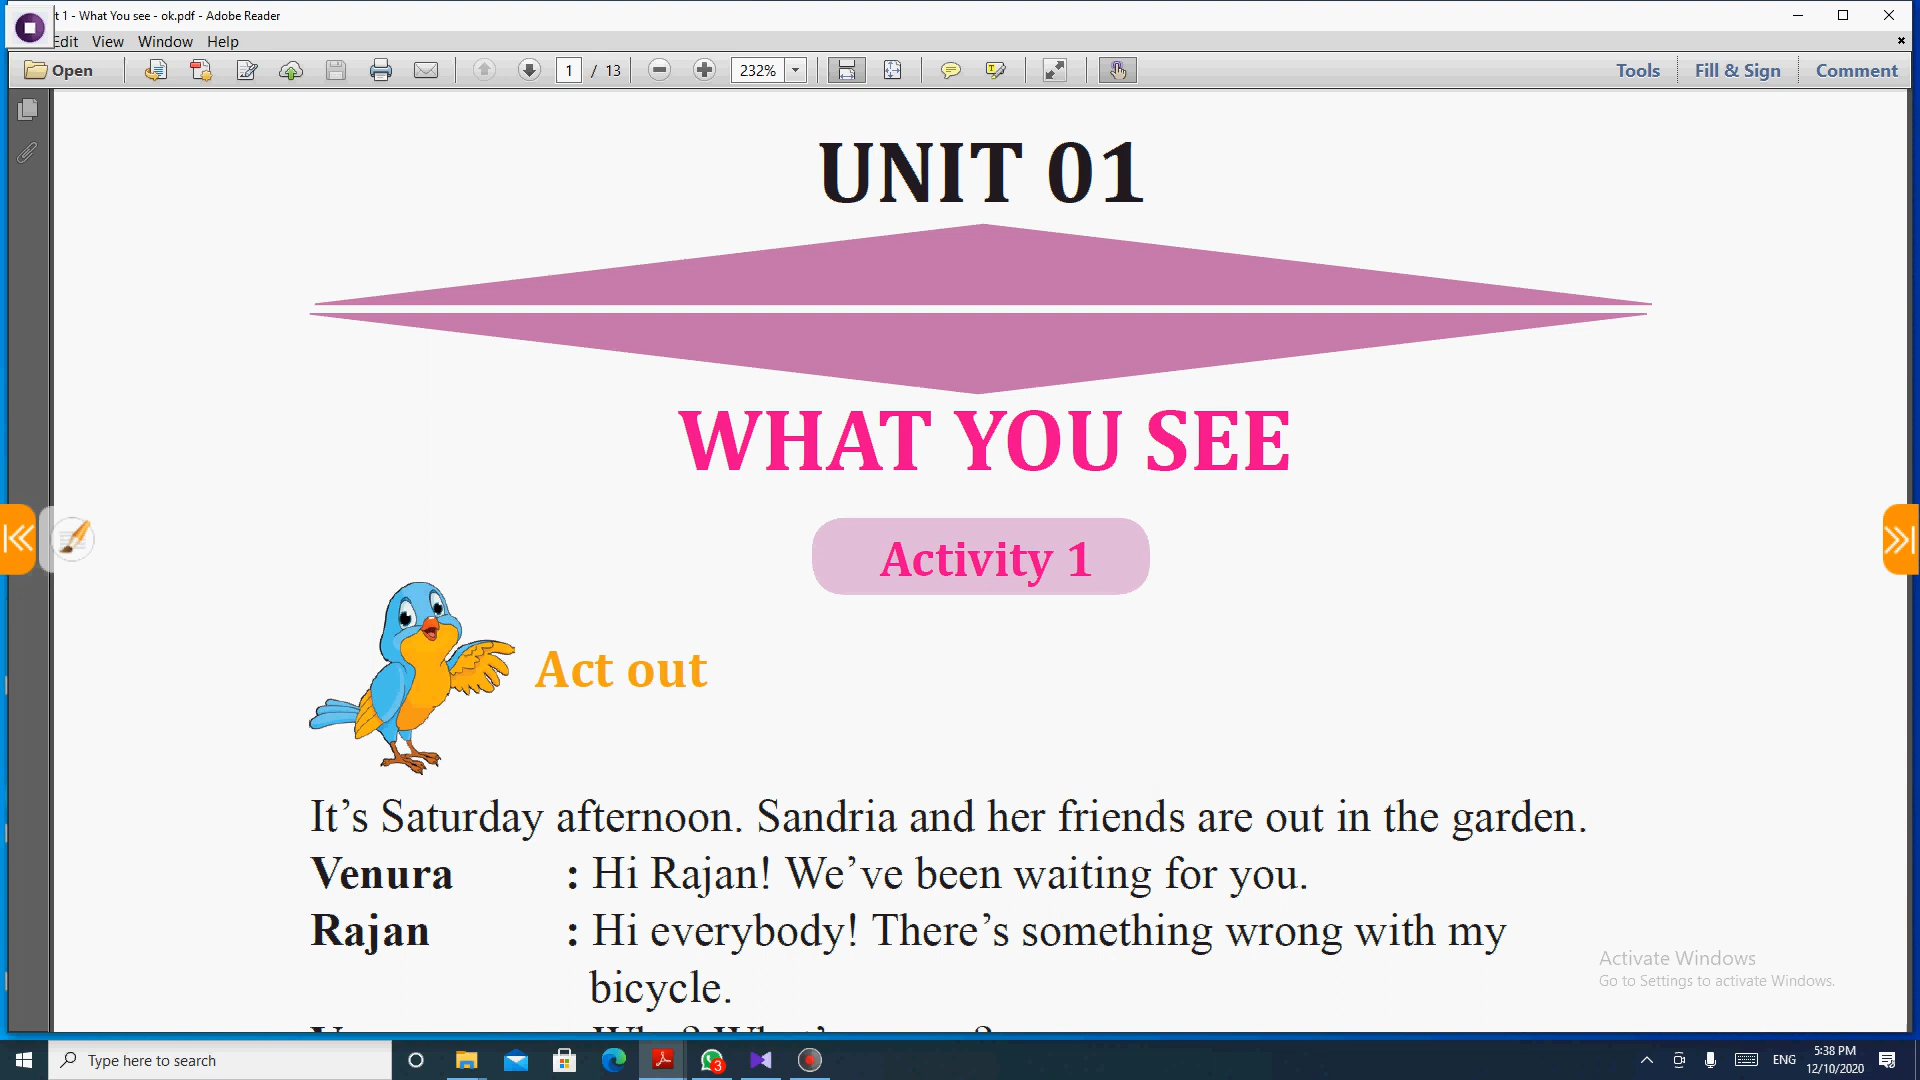 t 1 - What You see - ok.pdf - Adobe Reader
Edit View Window Help
Open 1 / 13 232% Tools Fill & Sign Comment
UNIT 01
WHAT YOU SEE
Activity 1
Act out
It’s Saturday afternoon. Sandria and her friends are out in the garden.
Venura : Hi Rajan! We’ve been waiting for you.
Rajan : Hi everybody! There’s something wrong with my
bicycle.
Activate Windows
Go to Settings to activate Windows.
Type here to search 3 ENG 5:38 PM
12/10/2020